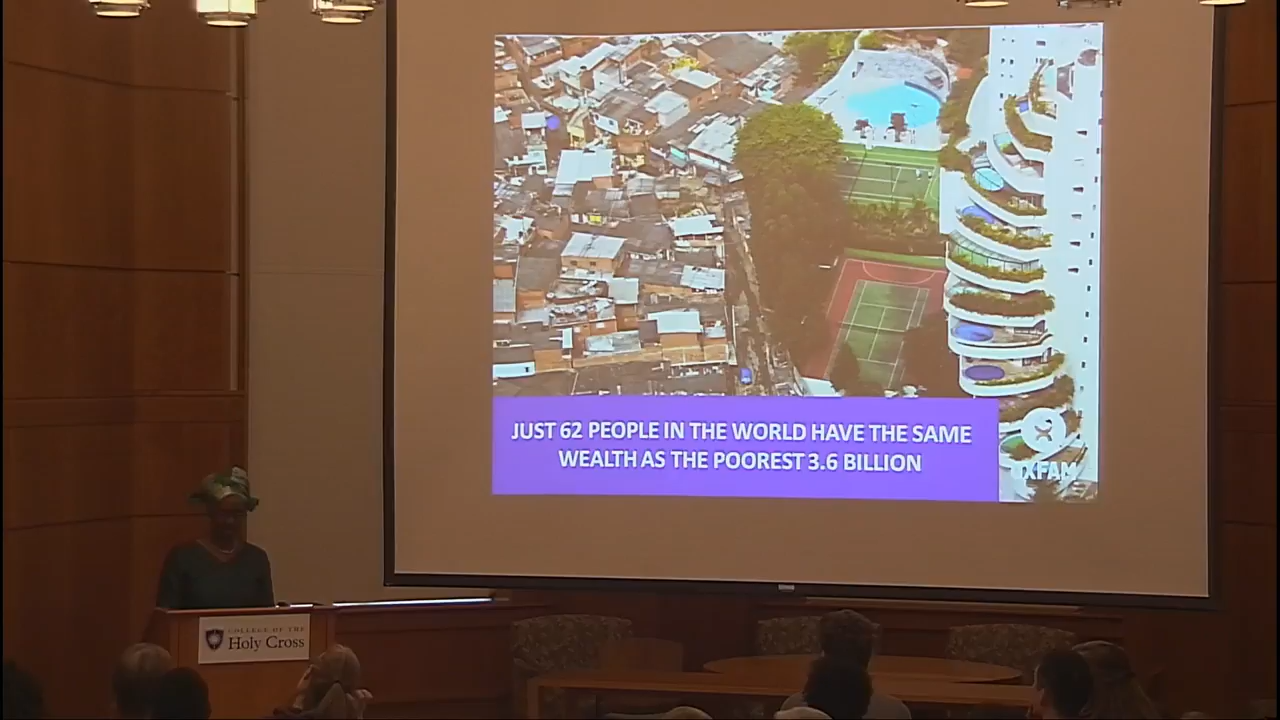 JUST 62 PEOPLE IN THE WORLD HAVE THE SAME
WEALTH AS THE POOREST 3.6 BILLION
OXFAM
COLLEGE OF THE
Holy Cross